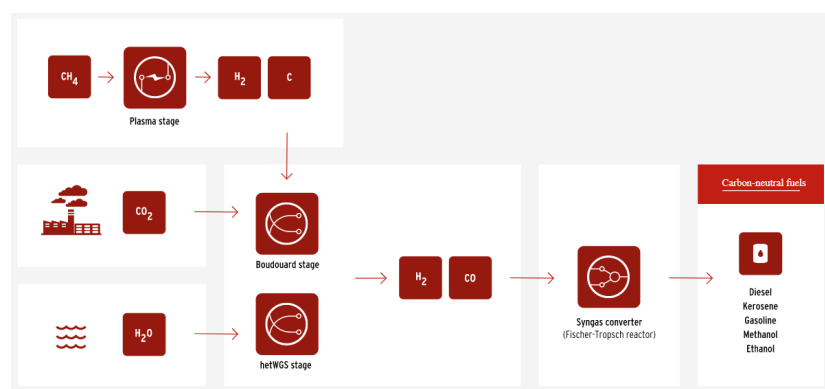 CH₄
H₂
C
Plasma stage
CO₂
Boudouard stage
H₂
CO
H₂O
hetWGS stage
Syngas converter
(Fischer-Tropsch reactor)
Carbon-neutral fuels
Diesel
Kerosene
Gasoline
Methanol
Ethanol